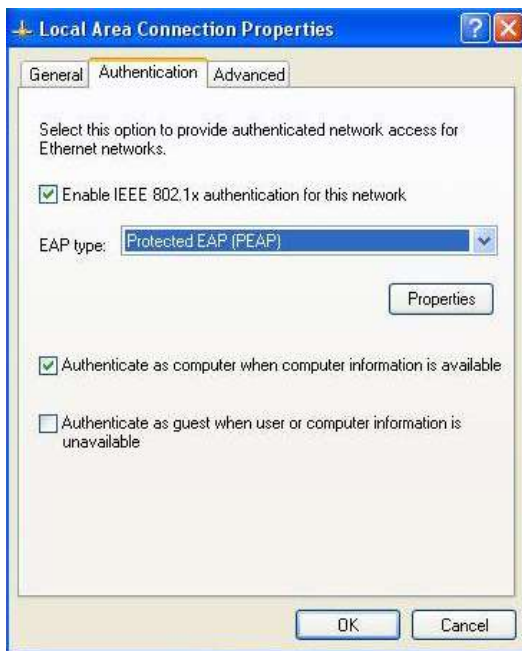 Local Area Connection Properties
General Authentication Advanced
Select this option to provide authenticated network access for
Ethernet networks.
Enable IEEE 802.1x authentication for this network
EAP type: Protected EAP (PEAP)
Properties
Authenticate as computer when computer information is available
Authenticate as guest when user or computer information is
unavailable
OK Cancel